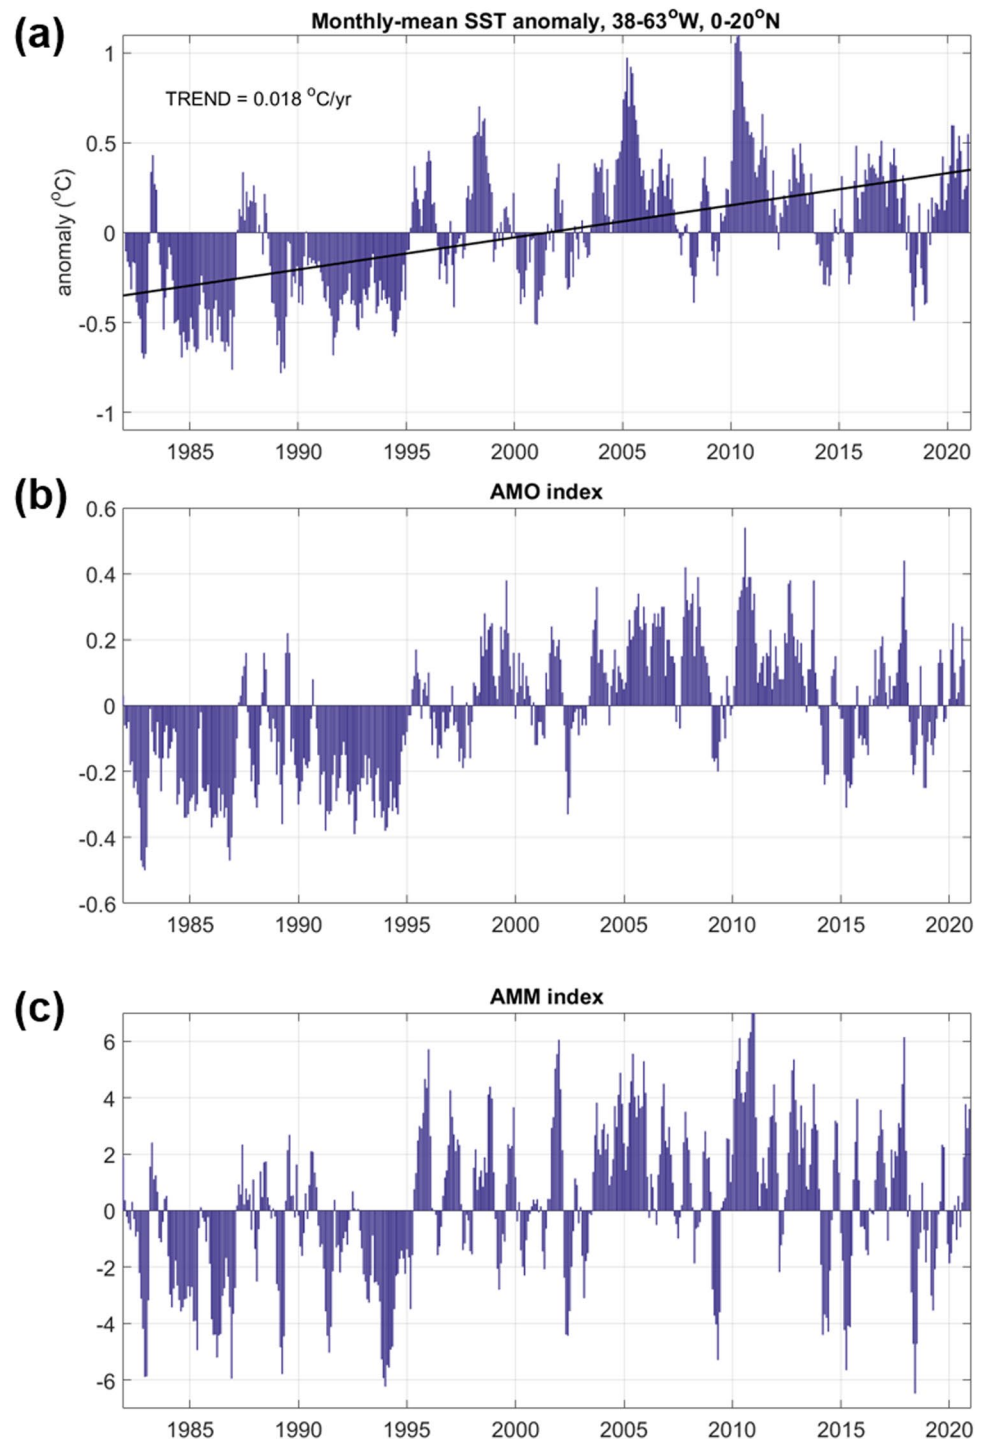 (a)
Monthly-mean SST anomaly, 38-63°W, 0-20°N
TREND = 0.018 °C/yr
anomaly (°C)
1
0.5
0
-0.5
-1
1985 1990 1995 2000 2005 2010 2015 2020
(b)
AMO index
0.6
0.4
0.2
0
-0.2
-0.4
-0.6
1985 1990 1995 2000 2005 2010 2015 2020
(c)
AMM index
6
4
2
0
-2
-4
-6
1985 1990 1995 2000 2005 2010 2015 2020